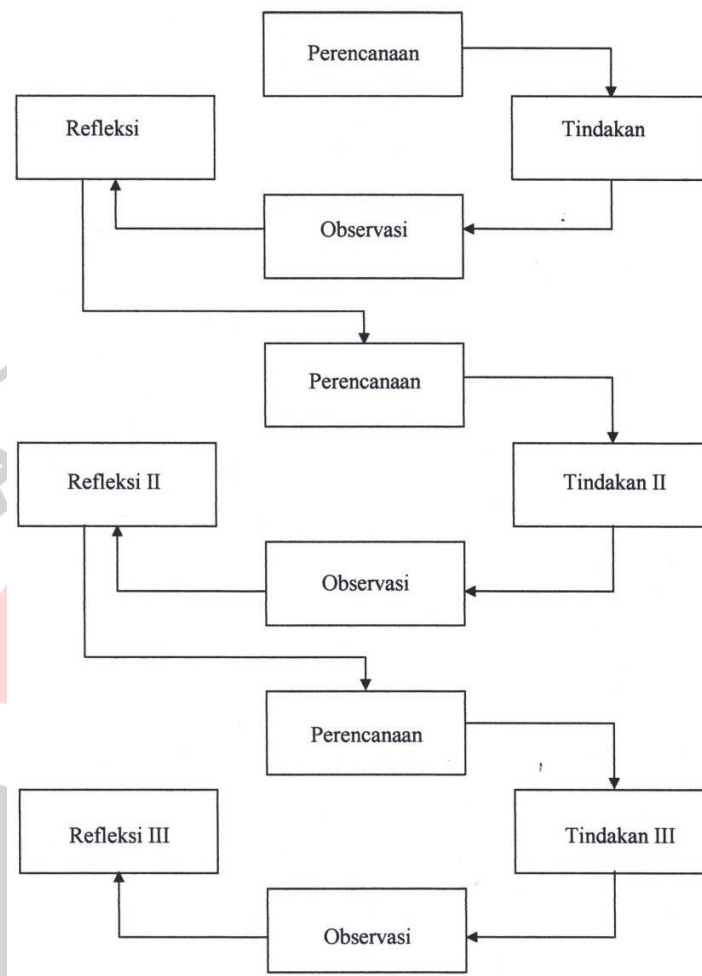 Perencanaan
Refleksi
Tindakan
Observasi
Perencanaan
Refleksi II
Tindakan II
Observasi
Perencanaan
Refleksi III
Tindakan III
Observasi